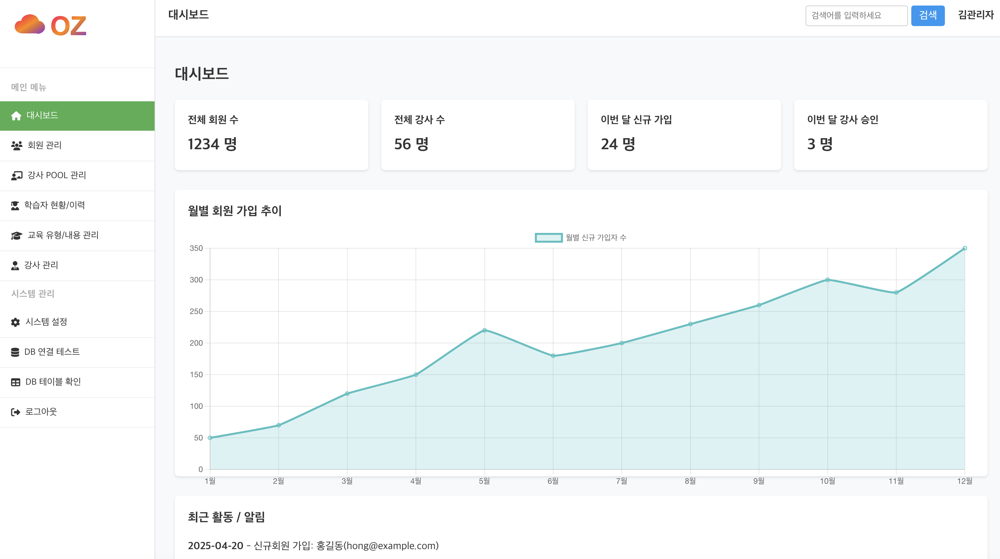 OZ
메인 메뉴
대시보드
회원 관리
강사 POOL 관리
학습자 현황/이력
교육 유형/내용 관리
강사 관리
시스템 관리
시스템 설정
DB 연결 테스트
DB 테이블 확인
로그아웃
대시보드
검색어를 입력하세요
검색
김관리자
대시보드
전체 회원 수
1234 명
전체 강사 수
56 명
이번 달 신규 가입
24 명
이번 달 강사 승인
3 명
월별 회원 가입 추이
월별 신규 가입자 수
350
300
250
200
150
100
50
0
1월 2월 3월 4월 5월 6월 7월 8월 9월 10월 11월 12월
최근 활동 / 알림
2025-04-20 - 신규회원 가입: 홍길동(hong@example.com)